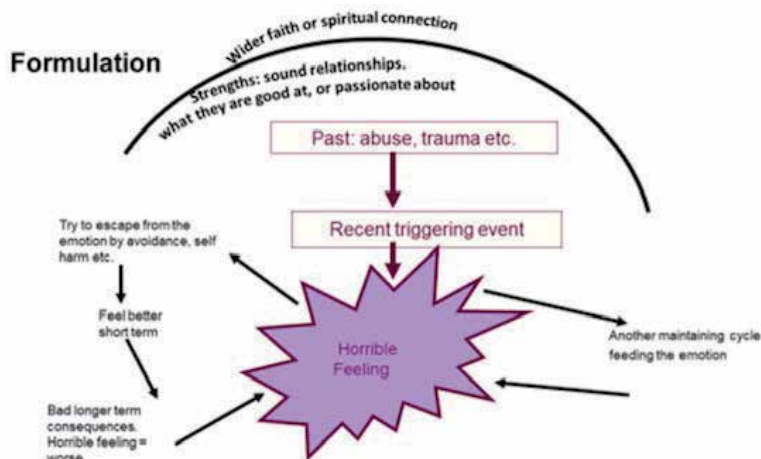 Formulation
Wider faith or spiritual connection
Strengths: sound relationships.
what they are good at, or passionate about
Past: abuse, trauma etc.
Recent triggering event
Try to escape from the
emotion by avoidance, self
harm etc.
Feel better
short term
Bad longer term
consequences.
Horrible feeling =
worse
Horrible
Feeling
Another maintaining cycle
feeding the emotion